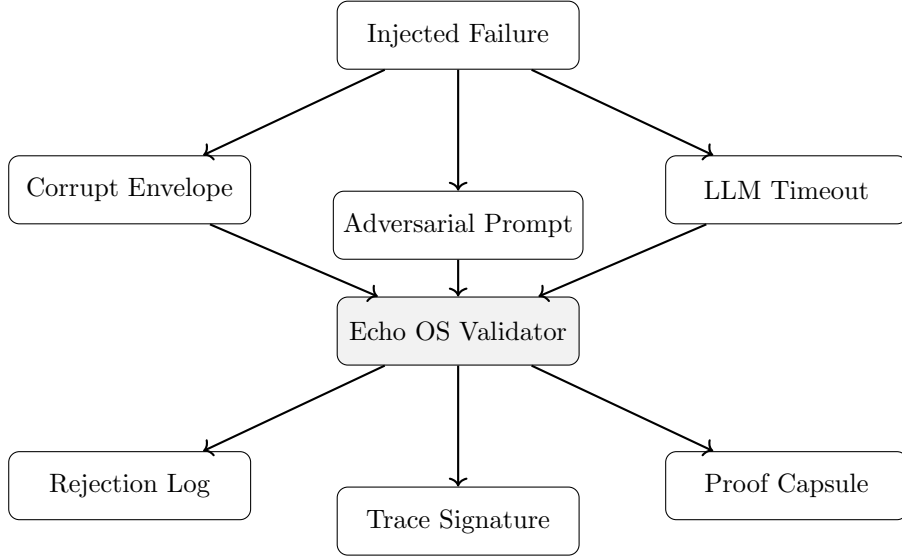 Injected Failure
Corrupt Envelope
LLM Timeout
Adversarial Prompt
Echo OS Validator
Rejection Log
Proof Capsule
Trace Signature